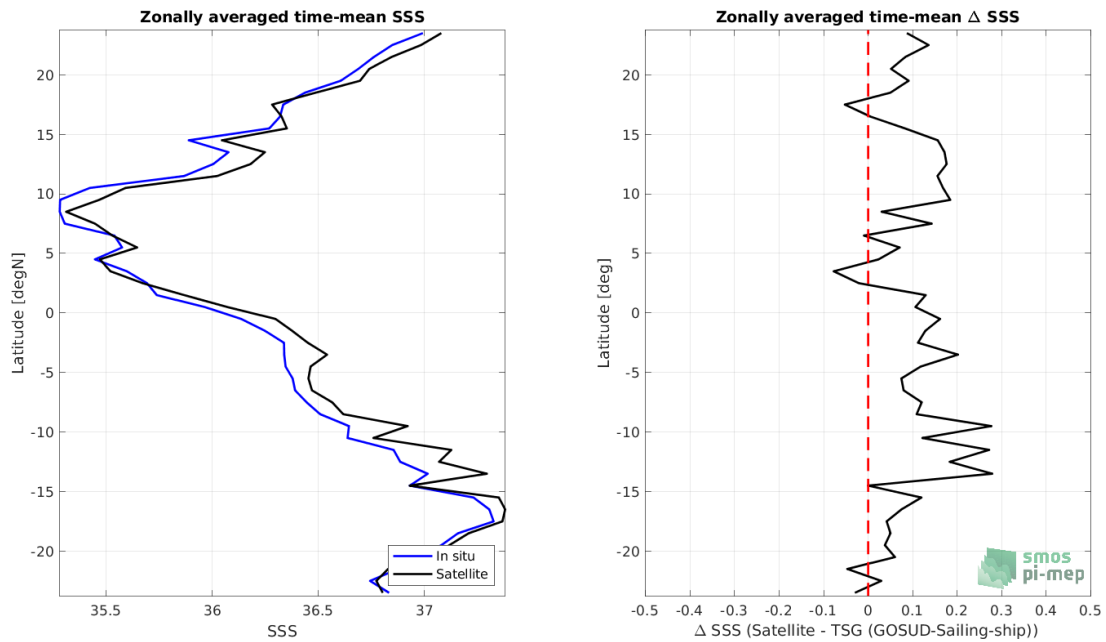 Zonally averaged time-mean SSS
Latitude [degN]
20
15
10
5
0
-5
-10
-15
-20
35.5 36 36.5 37
SSS
In situ
Satellite
Zonally averaged time-mean Δ SSS
Latitude [deg]
20
15
10
5
0
-5
-10
-15
-20
-0.5 -0.4 -0.3 -0.2 -0.1 0 0.1 0.2 0.3 0.4 0.5
Δ SSS (Satellite - TSG (GOSUD-Sailing-ship))
smos
pi-mep